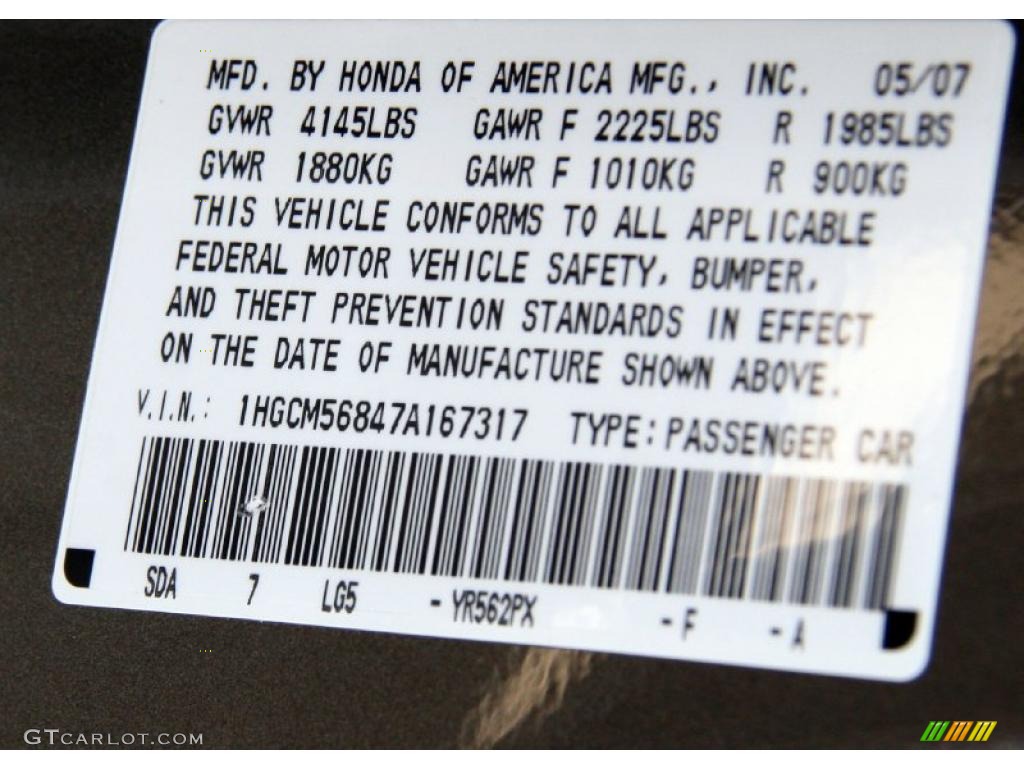 MFD. BY HONDA OF AMERICA MFG., INC. 05/07
GVWR 4145LBS GAWR F 2225LBS R 1985LBS
GVWR 1880KG GAWR F 1010KG R 900KG
THIS VEHICLE CONFORMS TO ALL APPLICABLE
FEDERAL MOTOR VEHICLE SAFETY, BUMPER,
AND THEFT PREVENTION STANDARDS IN EFFECT
ON THE DATE OF MANUFACTURE SHOWN ABOVE.
V.I.N.: 1HGCM56847A167317 TYPE: PASSENGER CAR
SDA 7 LG5 - YR562PX - F - A
GTCARLOT.COM